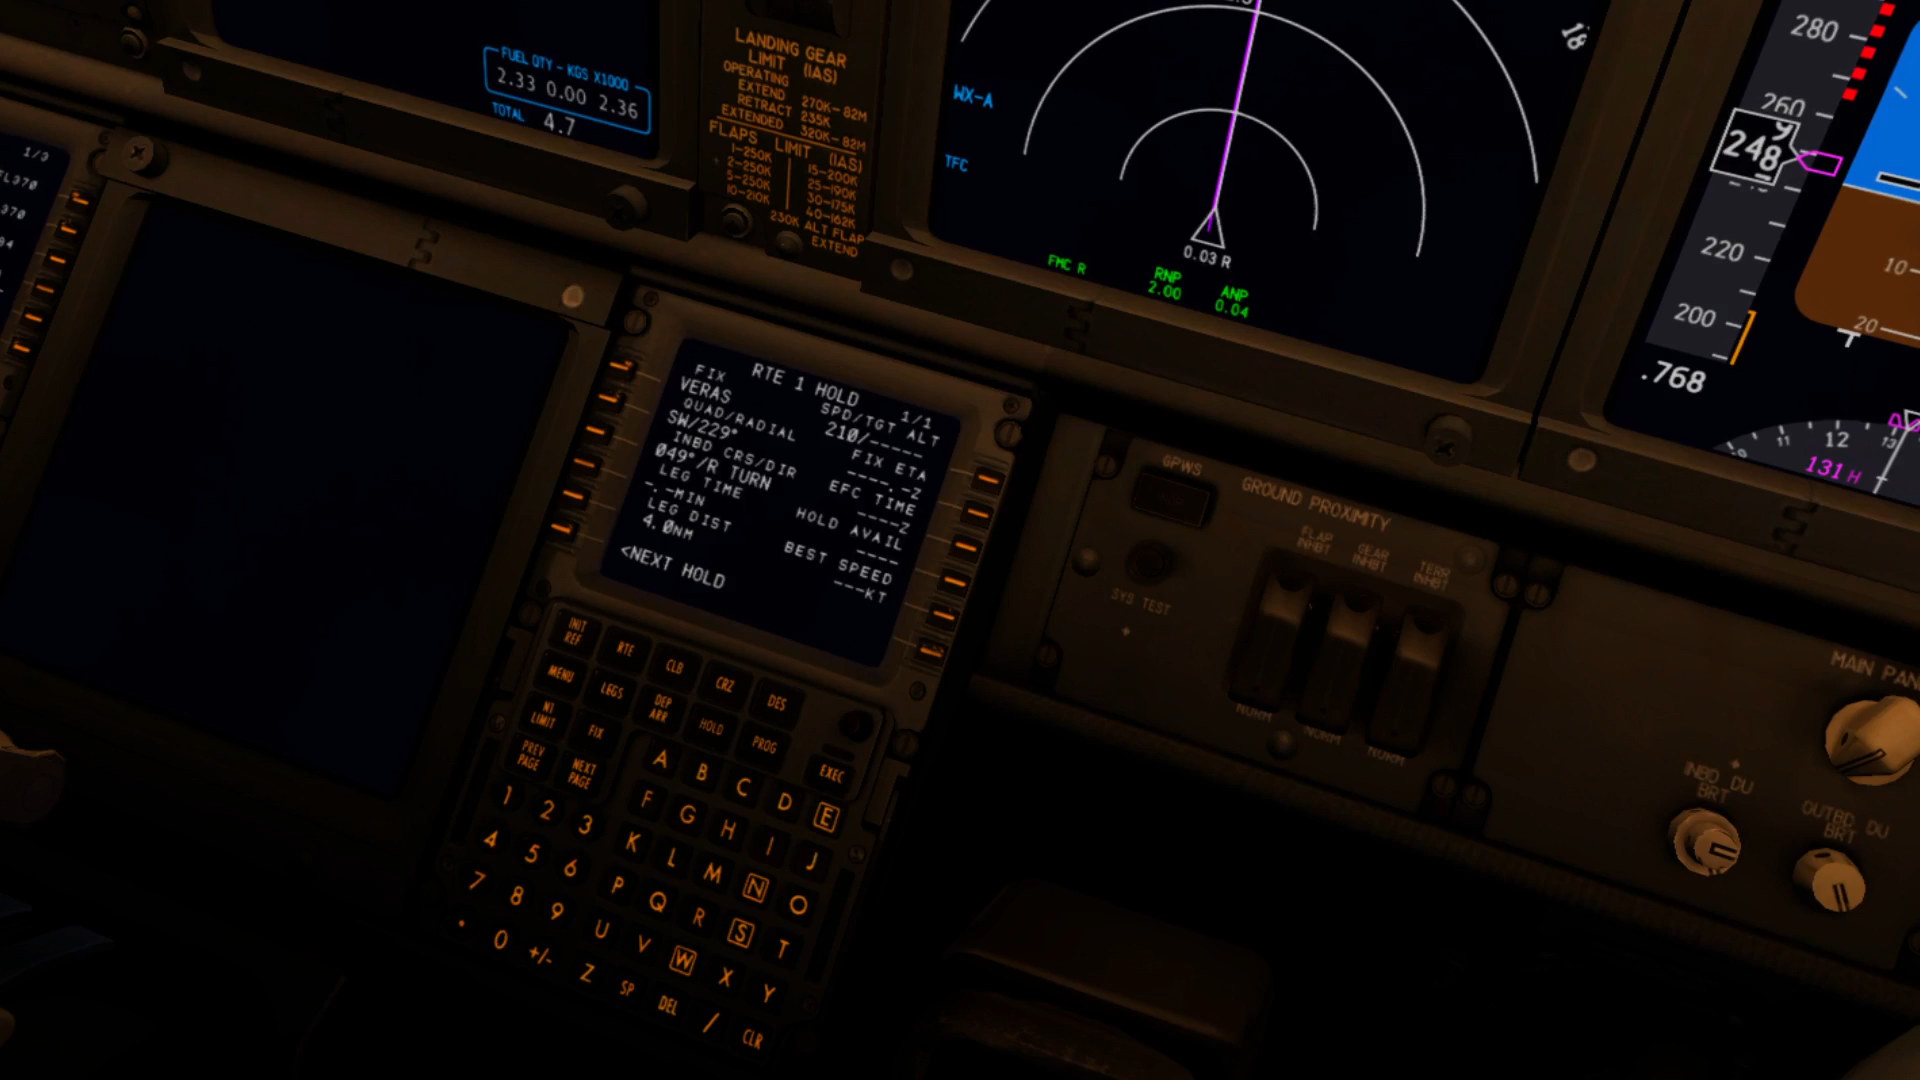 FUEL QTY - KGS X1000
2.33 0.00 2.36
TOTAL 4.7
LANDING GEAR
LIMIT (IAS)
OPERATING
EXTEND 270K-82M
RETRACT 235K
EXTENDED 320K-82M
FLAPS LIMIT (IAS)
1-250K 15-200K
2-250K 25-190K
5-250K 30-175K
10-210K 40-162K
230K ALT FLAP
EXTEND
WX-A
TFC
18
0.03 R
FMC R
RNP
2.00
ANP
0.04
280
260
248
220
200
.768
10
20
11
12
13
131 H
1/3
RTE 1 HOLD 1/1
FIX SPD/TGT ALT
VERAS 210/-----
QUAD/RADIAL FIX ETA
SW/229° ----.-Z
INBD CRS/DIR EFC TIME
049°/R TURN ----Z
LEG TIME HOLD AVAIL
-.-MIN ----
LEG DIST BEST SPEED
4.0NM ---KT
<NEXT HOLD
INIT REF
RTE
CLB
CRZ
DES
MENU
LEGS
DEP ARR
HOLD
PROG
N1 LIMIT
FIX
EXEC
PREV PAGE
NEXT PAGE
A B C D E
F G H I J
K L M N O
P Q R S T
U V W X Y
Z SP DEL / CLR
1 2 3
4 5 6
7 8 9
. 0 +/-
GPWS
GROUND PROXIMITY
SYS TEST
FLAP INHBT
GEAR INHBT
TERR INHBT
NORM
NORM
NORM
MAIN PAN
INBD DU
BRT
OUTBD DU
BRT